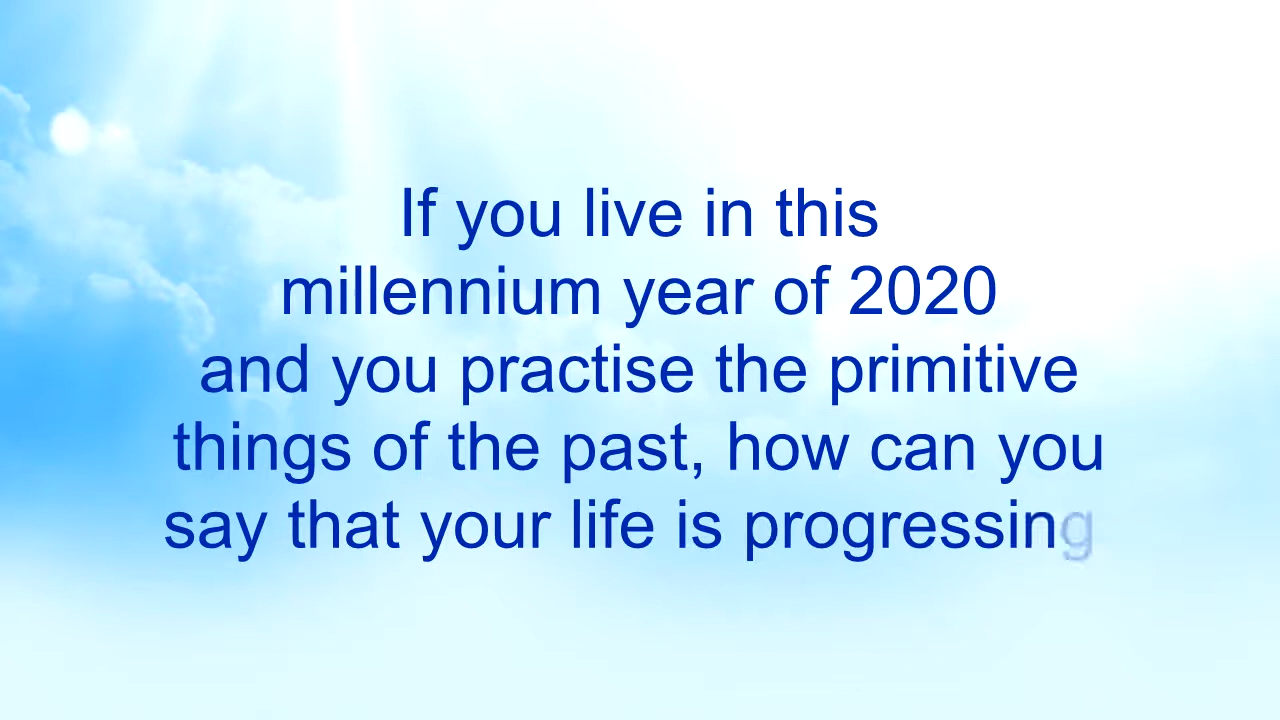 If you live in this
millennium year of 2020
and you practise the primitive
things of the past, how can you
say that your life is progressing